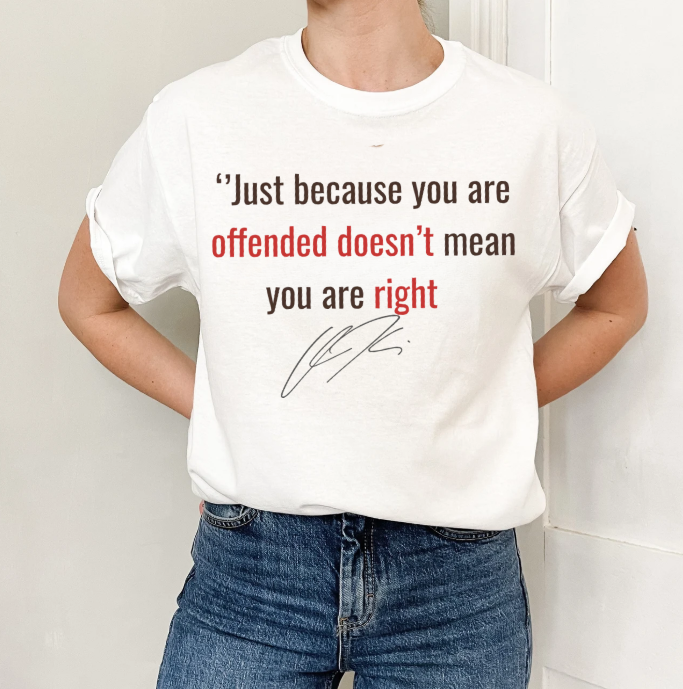 ‘’Just because you are
offended doesn’t mean
you are right